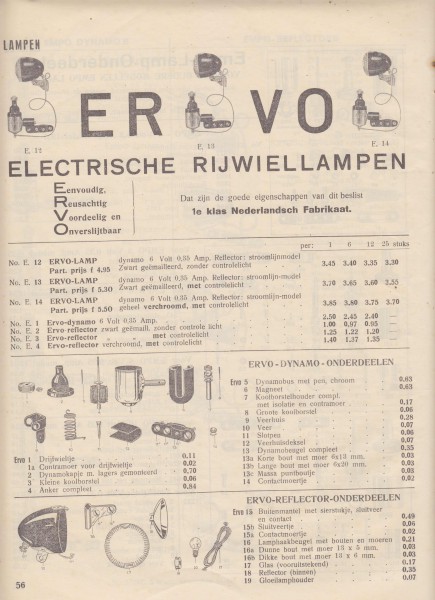 LAMPEN
ERVO
E. 12 E. 13 E. 14
ELECTRISCHE RIJWIELLAMPEN
Eenvoudig,
Reusachtig
Voordeelig en
Onverslijtbaar
Dat zijn de goede eigenschappen van dit beslist
1e klas Nederlandsch Fabrikaat.
per: 1 6 12 25 stuks
No. E. 12 ERVO-LAMP dynamo 6 Volt 0,35 Amp. Reflector: stroomlijnmodel
Part. prijs f 4.95 Zwart geëmailleerd, zonder controlelicht 3.45 3.40 3.35 3.30
No. E. 13 ERVO-LAMP dynamo 6 Volt 0,35 Amp. Reflector: stroomlijn-model
Part. prijs f 5.30 Zwart geëmailleerd, met controlelicht 3.70 3.65 3.60 3.55
No. E. 14 ERVO-LAMP dynamo 6 Volt 0,35 Amp. Reflector: stroomlijnmodel
Part. prijs f 5.50 geheel verchroomd, met controlelicht 3.85 3.80 3.75 3.70
No. E. 1 Ervo-dynamo 6 Volt 0,35 Amp. 2.50 2.45 2.40 -
No. E. 2 Ervo-reflector zwart geëmaill. zonder controle licht 1.00 0.97 0.95 -
No. E. 3 Ervo-reflector „ „ met controlelicht 1.25 1.22 1.20 -
No. E. 4 Ervo-reflector verchroomd, met controlelicht 1.40 1.37 1.35 -
ERVO-DYNAMO-ONDERDEELEN
Ervo 5 Dynamobus met pen, chroom 0,63
6 Magneet 0,63
7 Koolborstelhouder compl.
met isolatie en contramoer 0,17
8 Groote koolborstel 0,06
9 Veerhuis 0,28
10 Veer 0,07
11 Slotpen 0,06
12 Veerhuisdeksel 0,07
13 Dynamobeugel compleet 0,35
13a Korte bout met moer 6x13 mm. 0,03
13b Lange bout met moer 6x20 mm. 0,03
13c Massa puntboutje 0,03
14 Contactmoertje 0,02
Ervo 1 Drijfwieltje 0,11
1a Contramoer voor drijfwieltje 0,02
2 Dynamokapje m. lagers gemonteerd 0,70
3 Kleine koolborstel 0,06
4 Anker compleet 0,84
ERVO-REFLECTOR-ONDERDEELEN
Ervo 15 Buitenmantel met siersstukje, sluitveer
en contact 0,49
15b Sluitveertje 0,06
15a Contactmoertje 0,02
16 Lamphaakbeugel met bouten en moeren 0,21
16a Dunne bout met moer 13 x 5 mm. 0,03
16b Dikke bout met moer 13 x 6 mm. 0,03
17 Glas (vooruitstekend) 0,17
18 Reflector (binnen) 0,35
19 Gloeilamphouder 0,07
56